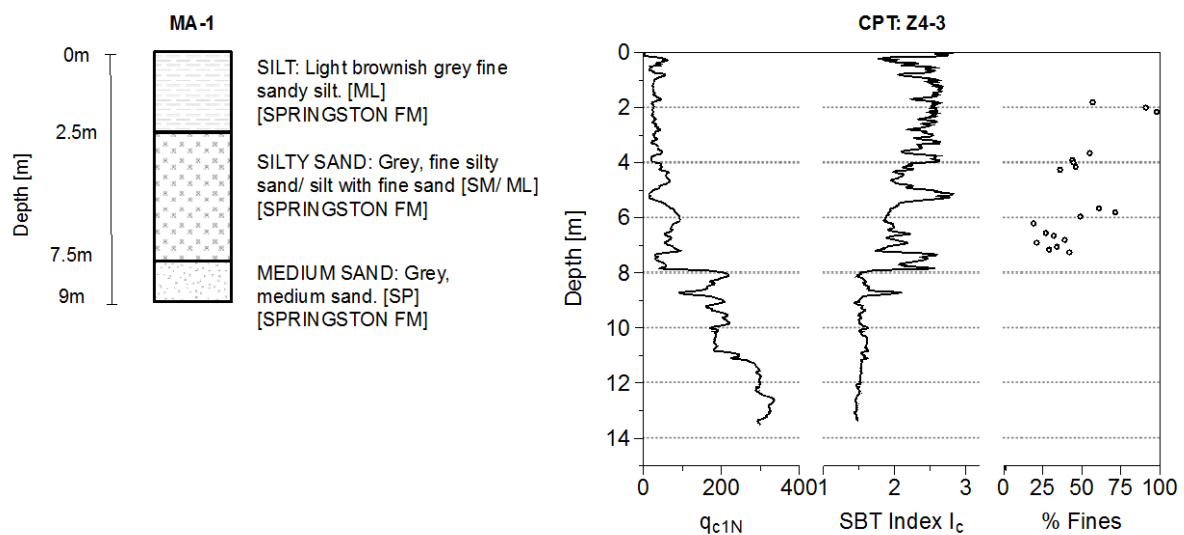 MA-1
0m
2.5m
7.5m
9m
Depth [m]
SILT: Light brownish grey fine
sandy silt. [ML]
[SPRINGSTON FM]
SILTY SAND: Grey, fine silty
sand/ silt with fine sand [SM/ ML]
[SPRINGSTON FM]
MEDIUM SAND: Grey,
medium sand. [SP]
[SPRINGSTON FM]
CPT: Z4-3
0
2
4
6
8
10
12
14
Depth [m]
0 200 400
1 2 3
0 25 50 75 100
qc1N
SBT Index Ic
% Fines